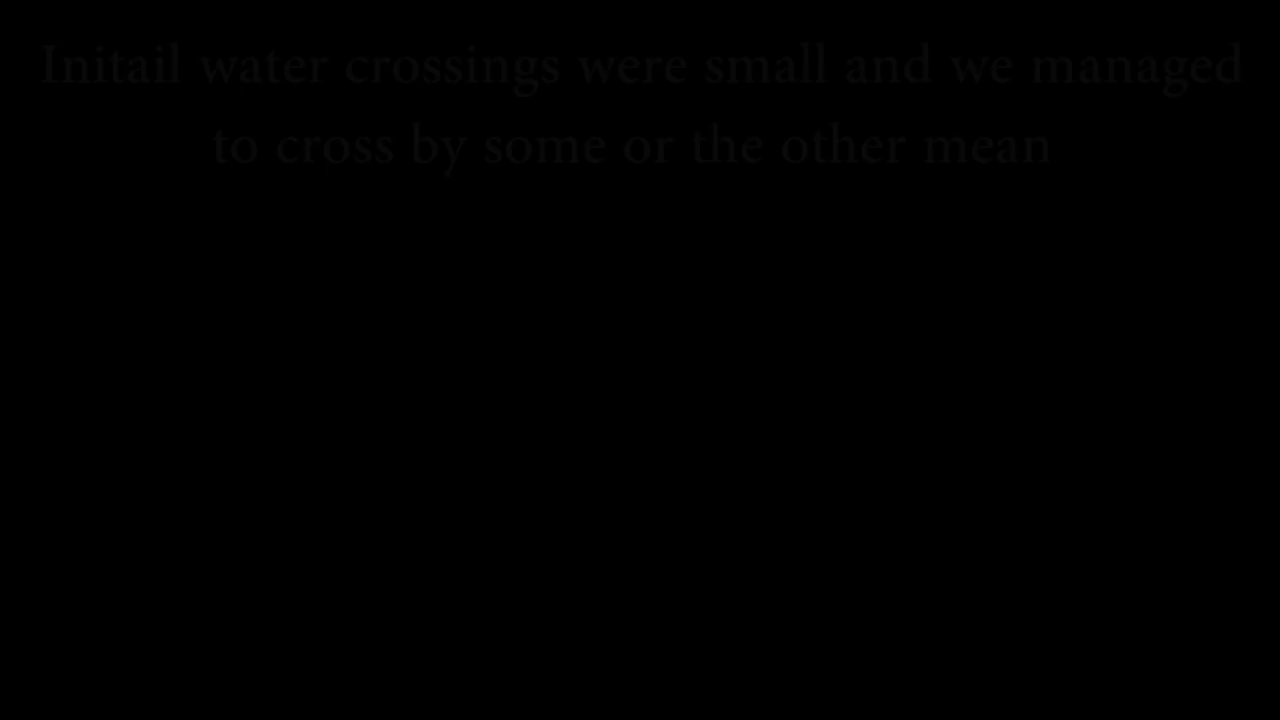 Initail water crossings were small and we managed
to cross by some or the other mean